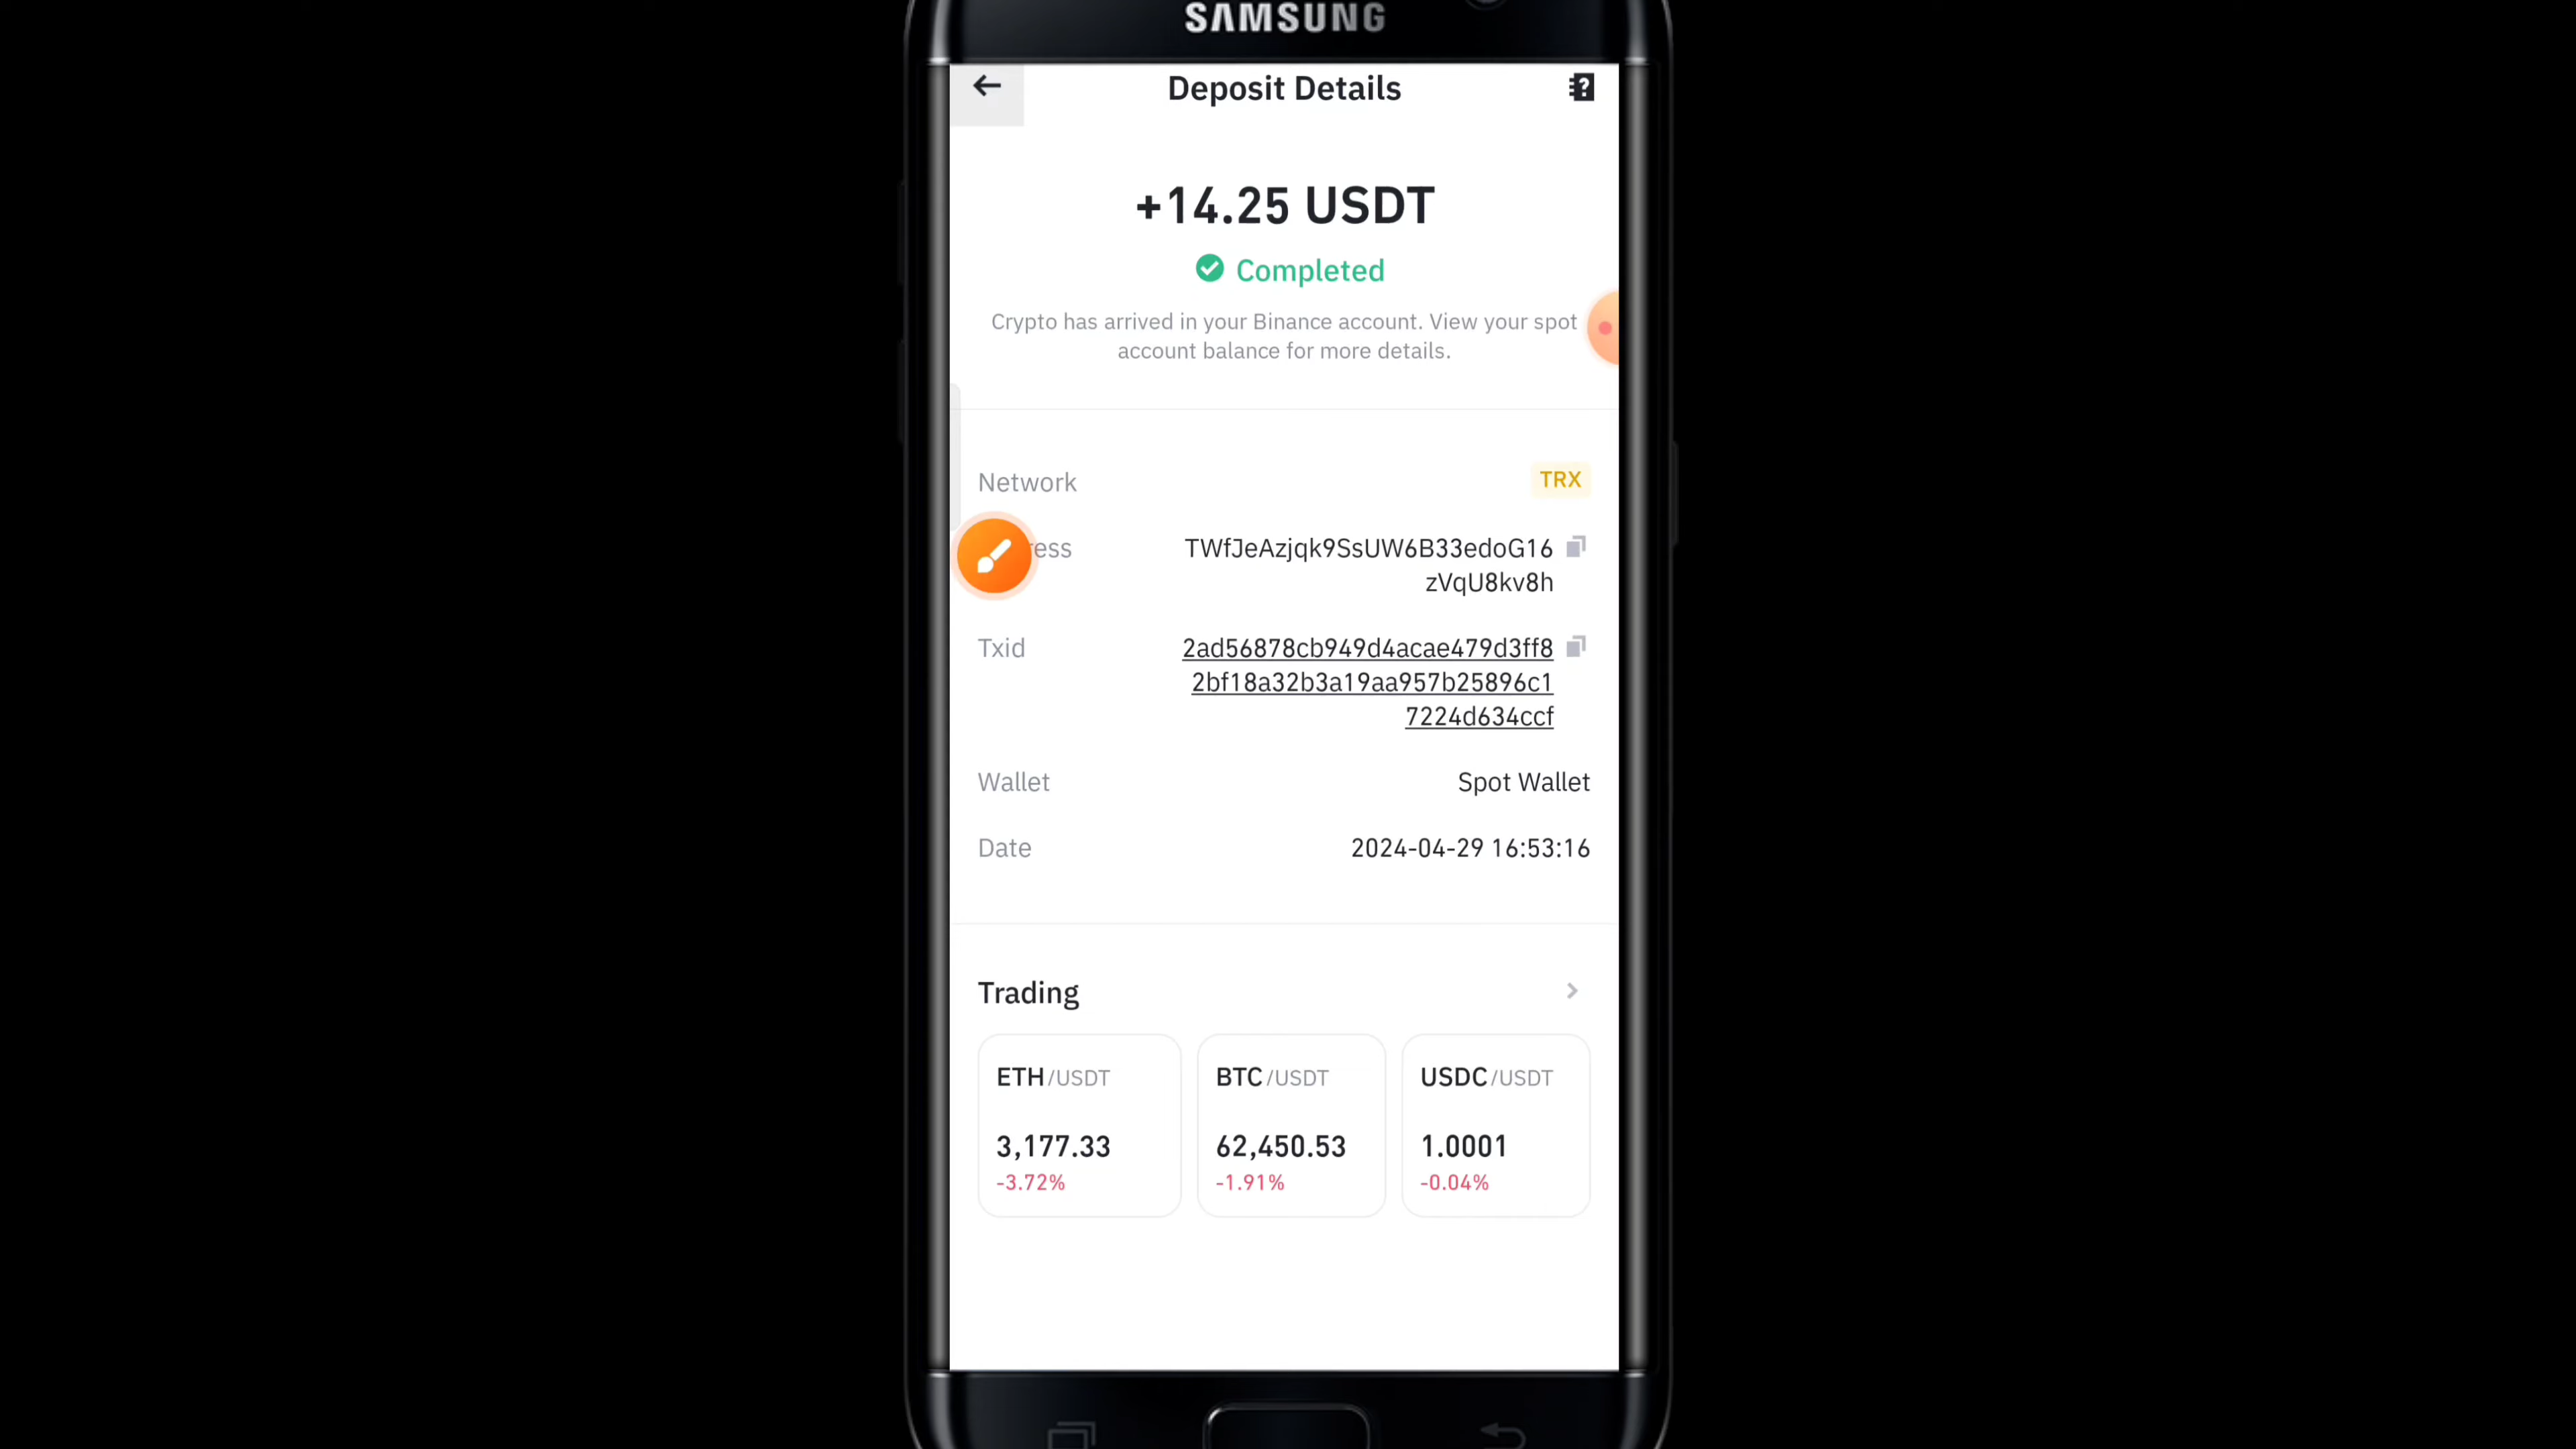 SAMSUNG
Deposit Details
+14.25 USDT
Completed
Crypto has arrived in your Binance account. View your spot
account balance for more details.
Network TRX
ress TWfJeAzjqk9SsUW6B33edoG16
zVqU8kv8h
Txid 2ad56878cb949d4acae479d3ff8
2bf18a32b3a19aa957b25896c1
7224d634ccf
Wallet Spot Wallet
Date 2024-04-29 16:53:16
Trading
ETH/USDT BTC/USDT USDC/USDT
3,177.33 62,450.53 1.0001
-3.72% -1.91% -0.04%